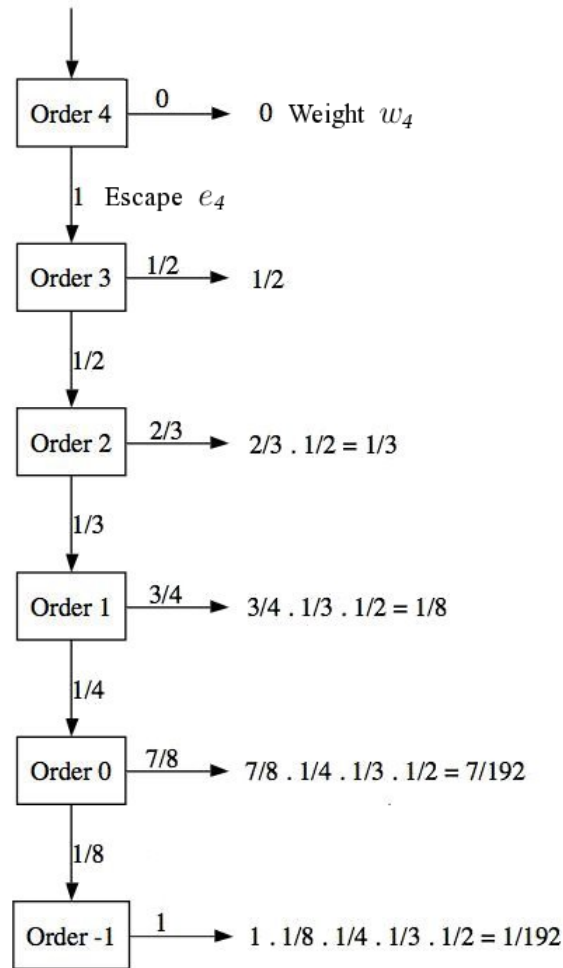 0
Order 4 0 Weight w₄
1 Escape e₄
1/2
Order 3 1/2
1/2
2/3
Order 2 2/3 . 1/2 = 1/3
1/3
3/4
Order 1 3/4 . 1/3 . 1/2 = 1/8
1/4
7/8
Order 0 7/8 . 1/4 . 1/3 . 1/2 = 7/192
1/8
1
Order -1 1 . 1/8 . 1/4 . 1/3 . 1/2 = 1/192